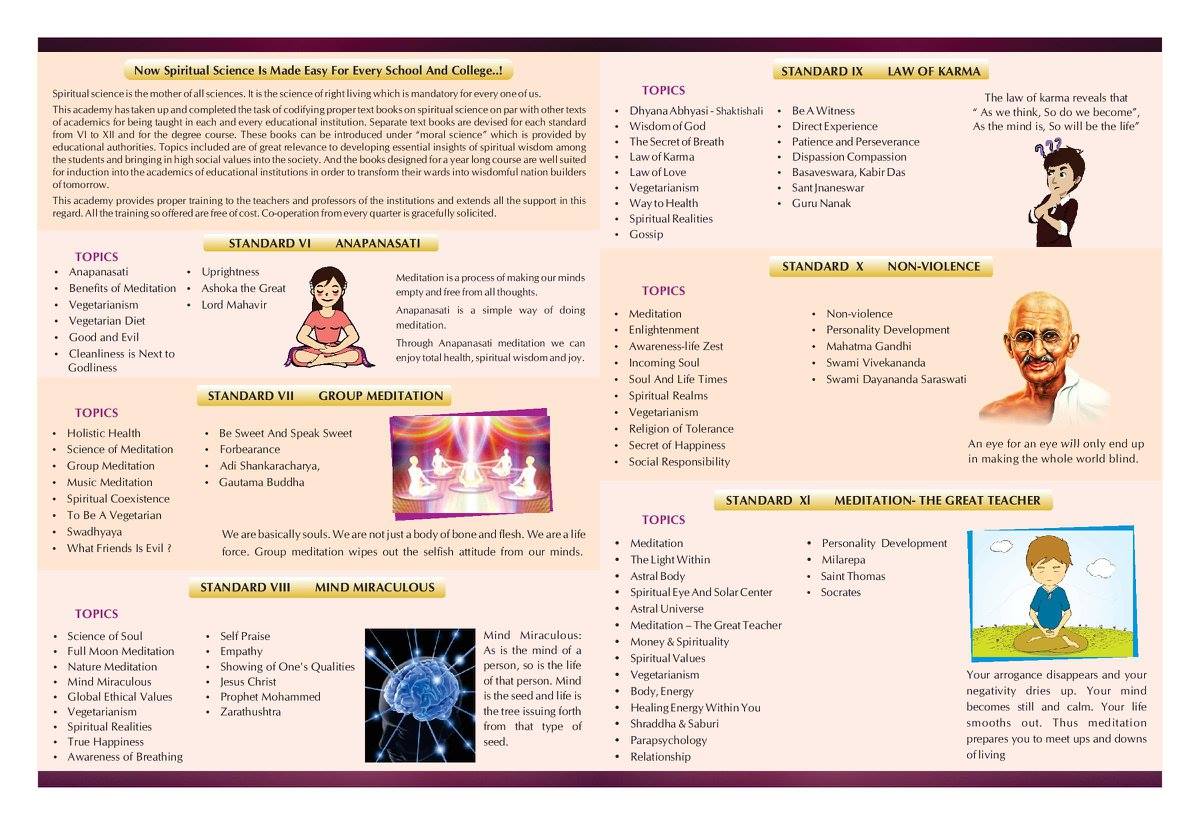 Now Spiritual Science Is Made Easy For Every School And College..!
Spiritual science is the mother of all sciences. It is the science of right living which is mandatory for every one of us.
This academy has taken up and completed the task of codifying proper text books on spiritual science on par with other texts
of academics for being taught in each and every educational institution. Separate text books are devised for each standard
from VI to XII and for the degree course. These books can be introduced under “moral science” which is provided by
educational authorities. Topics included are of great relevance to developing essential insights of spiritual wisdom among
the students and bringing in high social values into the society. And the books designed for a year long course are well suited
for induction into the academics of educational institutions in order to transform their wards into wisdomful nation builders
of tomorrow.
This academy provides proper training to the teachers and professors of the institutions and extends all the support in this
regard. All the training so offered are free of cost. Co-operation from every quarter is gracefully solicited.
STANDARD VI ANAPANASATI
TOPICS
• Anapanasati
• Benefits of Meditation
• Vegetarianism
• Vegetarian Diet
• Good and Evil
• Cleanliness is Next to
Godliness
• Uprightness
• Ashoka the Great
• Lord Mahavir
Meditation is a process of making our minds
empty and free from all thoughts.
Anapanasati is a simple way of doing
meditation.
Through Anapanasati meditation we can
enjoy total health, spiritual wisdom and joy.
STANDARD VII GROUP MEDITATION
TOPICS
• Holistic Health
• Science of Meditation
• Group Meditation
• Music Meditation
• Spiritual Coexistence
• To Be A Vegetarian
• Swadhyaya
• What Friends Is Evil ?
• Be Sweet And Speak Sweet
• Forbearance
• Adi Shankaracharya,
• Gautama Buddha
We are basically souls. We are not just a body of bone and flesh. We are a life
force. Group meditation wipes out the selfish attitude from our minds.
STANDARD VIII MIND MIRACULOUS
TOPICS
• Science of Soul
• Full Moon Meditation
• Nature Meditation
• Mind Miraculous
• Global Ethical Values
• Vegetarianism
• Spiritual Realities
• True Happiness
• Awareness of Breathing
• Self Praise
• Empathy
• Showing of One's Qualities
• Jesus Christ
• Prophet Mohammed
• Zarathushtra
Mind Miraculous:
As is the mind of a
person, so is the life
of that person. Mind
is the seed and life is
the tree issuing forth
from that type of
seed.
STANDARD IX LAW OF KARMA
TOPICS
• Dhyana Abhyasi - Shaktishali
• Wisdom of God
• The Secret of Breath
• Law of Karma
• Law of Love
• Vegetarianism
• Way to Health
• Spiritual Realities
• Gossip
• Be A Witness
• Direct Experience
• Patience and Perseverance
• Dispassion Compassion
• Basaveswara, Kabir Das
• Sant Jnaneswar
• Guru Nanak
The law of karma reveals that
“ As we think, So do we become”,
As the mind is, So will be the life”
???
STANDARD X NON-VIOLENCE
TOPICS
• Meditation
• Enlightenment
• Awareness-life Zest
• Incoming Soul
• Soul And Life Times
• Spiritual Realms
• Vegetarianism
• Religion of Tolerance
• Secret of Happiness
• Social Responsibility
• Non-violence
• Personality Development
• Mahatma Gandhi
• Swami Vivekananda
• Swami Dayananda Saraswati
An eye for an eye will only end up
in making the whole world blind.
STANDARD XI MEDITATION- THE GREAT TEACHER
TOPICS
• Meditation
• The Light Within
• Astral Body
• Spiritual Eye And Solar Center
• Astral Universe
• Meditation – The Great Teacher
• Money & Spirituality
• Spiritual Values
• Vegetarianism
• Body, Energy
• Healing Energy Within You
• Shraddha & Saburi
• Parapsychology
• Relationship
• Personality Development
• Milarepa
• Saint Thomas
• Socrates
Your arrogance disappears and your
negativity dries up. Your mind
becomes still and calm. Your life
smooths out. Thus meditation
prepares you to meet ups and downs
of living